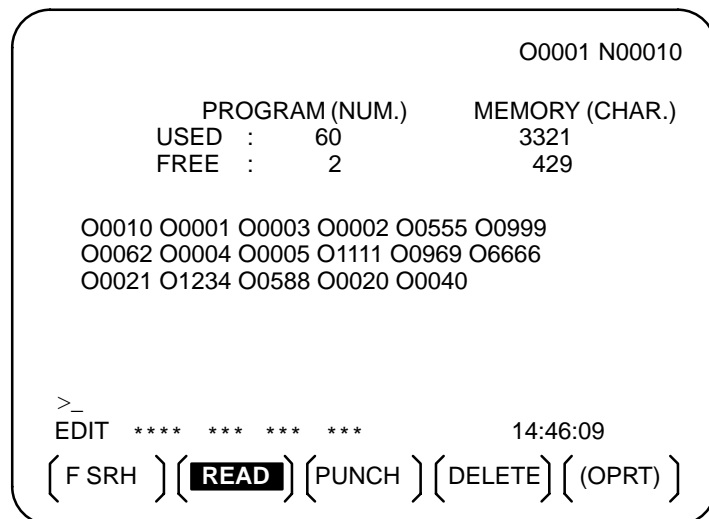 O0001 N00010
PROGRAM (NUM.) MEMORY (CHAR.)
USED : 60 3321
FREE : 2 429
O0010 O0001 O0003 O0002 O0555 O0999
O0062 O0004 O0005 O1111 O0969 O6666
O0021 O1234 O0588 O0020 O0040
>_
EDIT **** *** *** *** 14:46:09
F SRH READ PUNCH DELETE (OPRT)